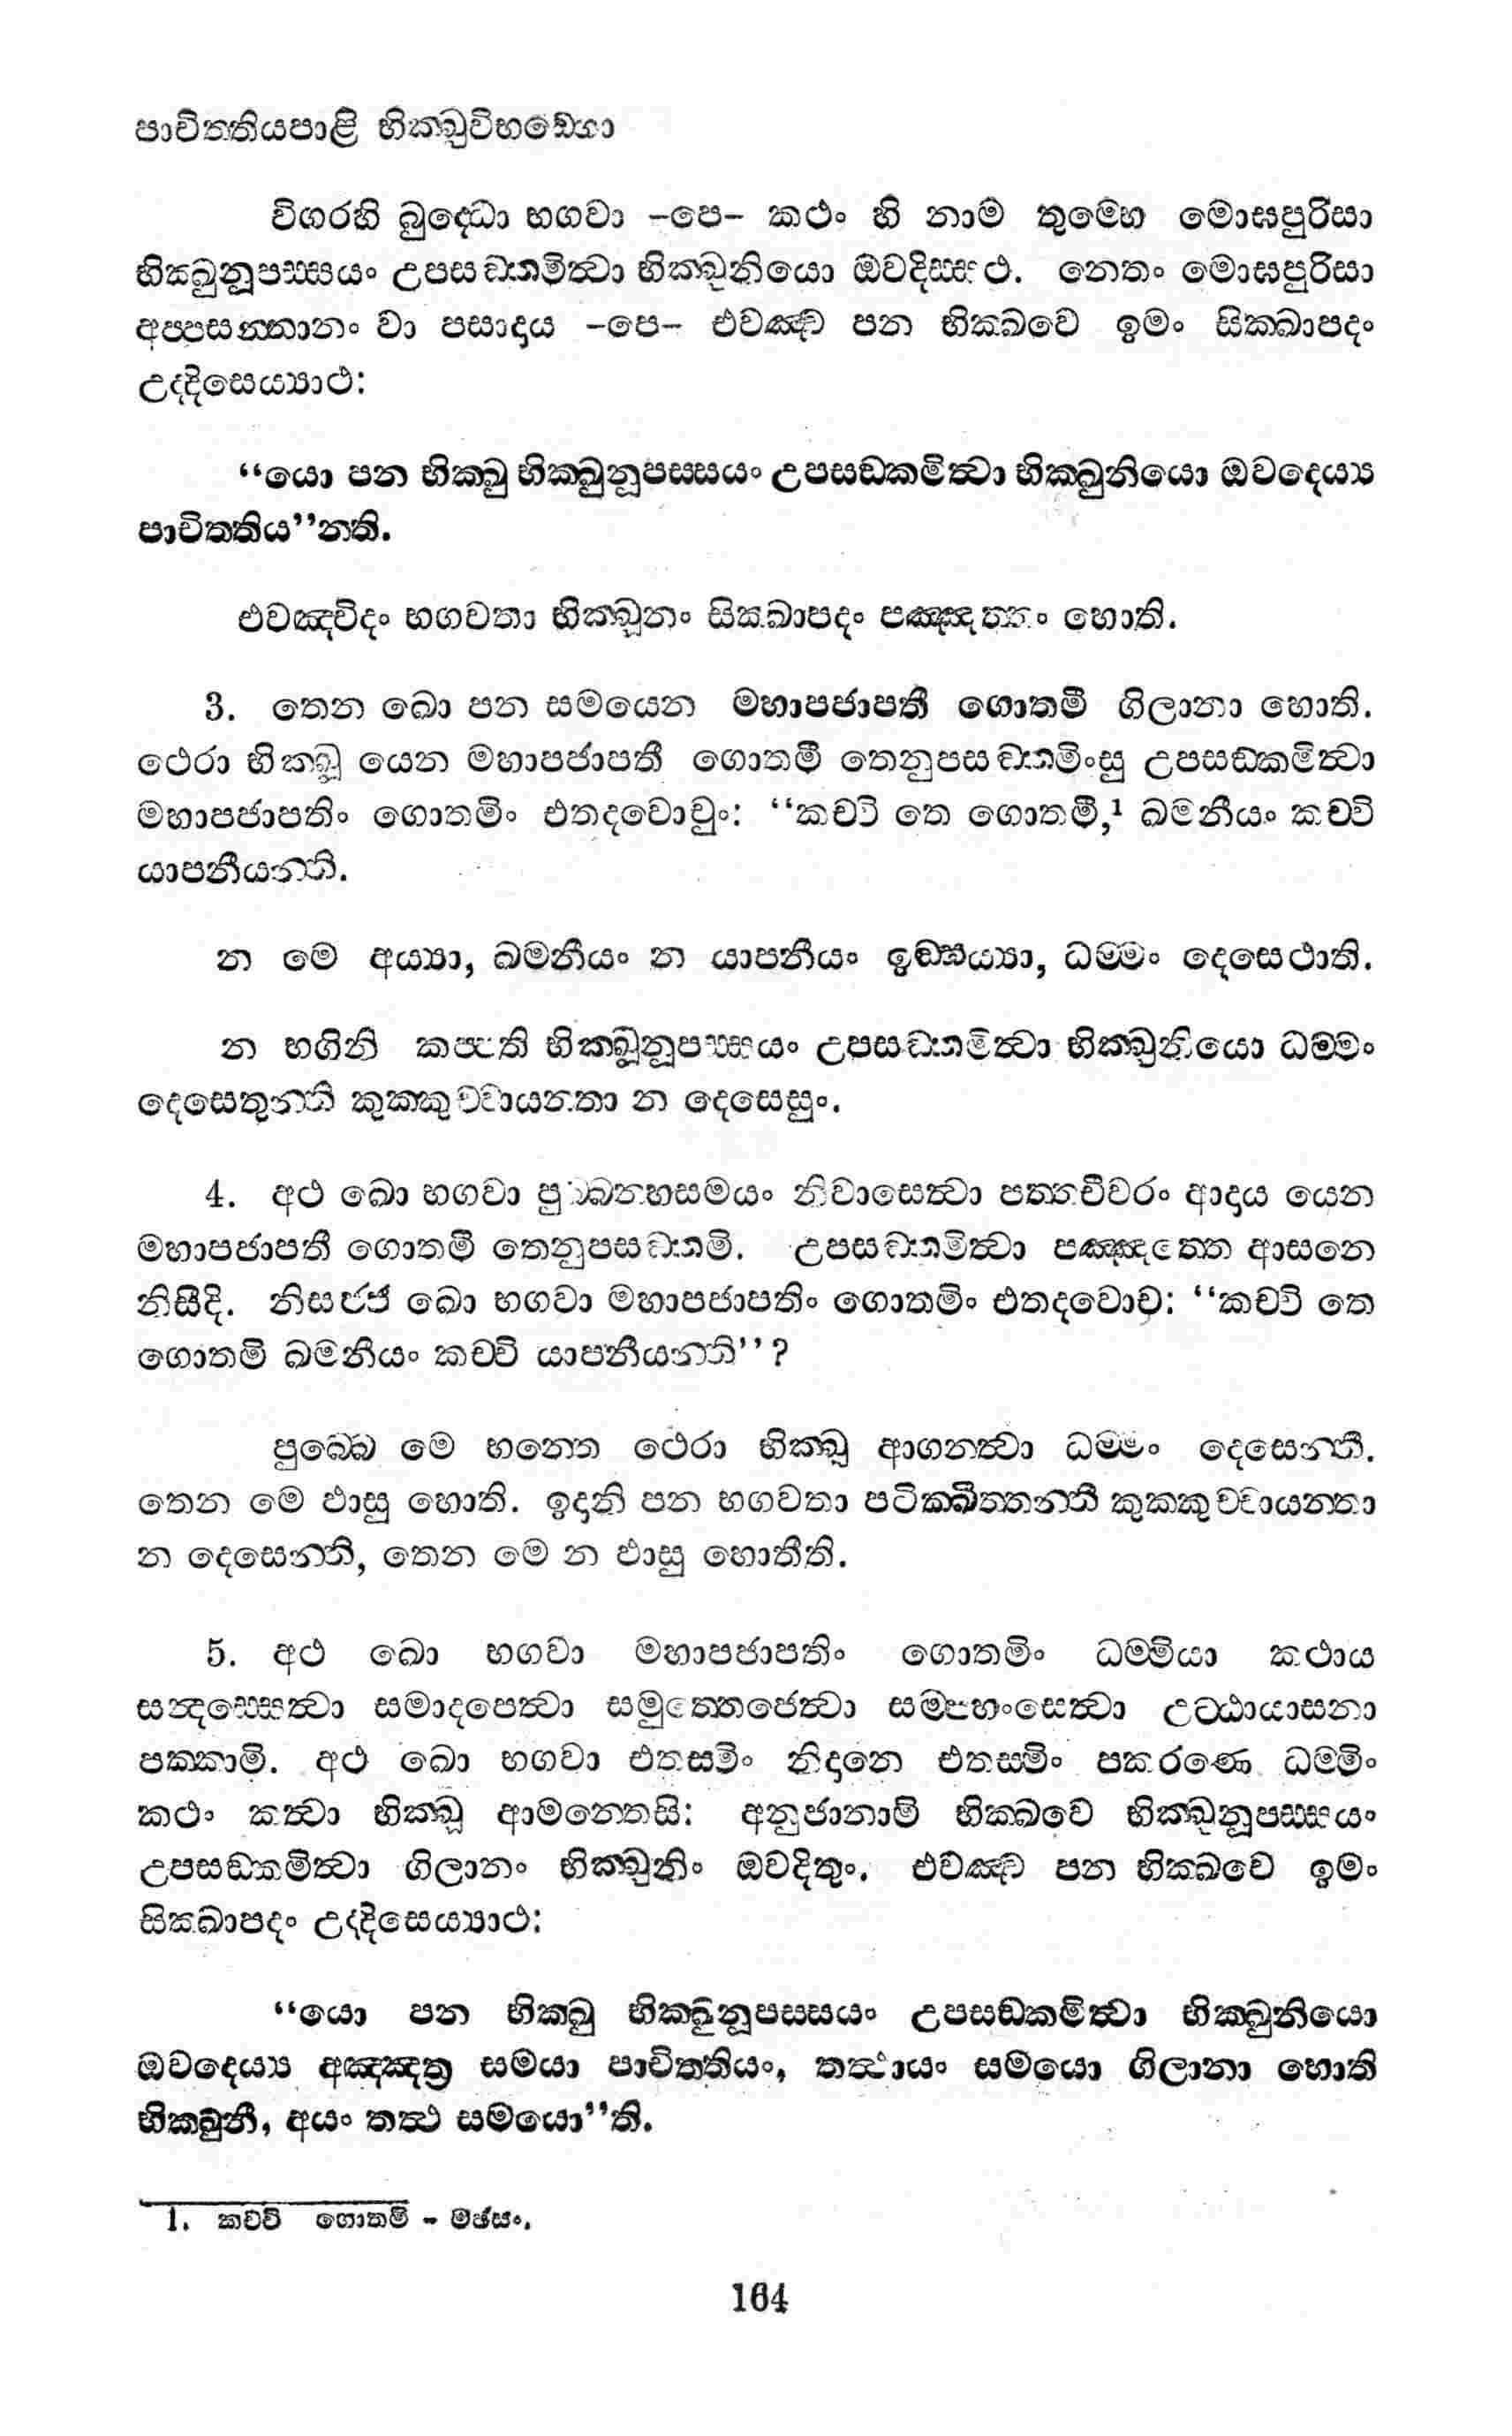 පාචිත්තියපාළි භික්ඛුවිභඞ්ගො
විගරහි බුද්ධො භගවා –පෙ– කථං හි නාම තුම්හෙ මොඝපුරිසා
භික්ඛුනූපස්සයං උපසඞ්කමිත්වා භික්ඛුනියො ඔවදිස්සථ. නෙතං මොඝපුරිසා
අප්පසන්නානං වා පසාදාය –පෙ– එවඤ්ච පන භික්ඛවෙ ඉමං සික්ඛාපදං
උද්දිසෙය්‍යාථ:
“යො පන භික්ඛු භික්ඛුනූපස්සයං උපසඞ්කමිත්වා භික්ඛුනියො ඔවදෙය්‍ය
පාචිත්තිය”න්ති.
එවඤ්චිදං භගවතා භික්ඛූනං සික්ඛාපදං පඤ්ඤත්තං හොති.
3. තෙන ඛො පන සමයෙන මහාපජාපතී ගොතමී ගිලානා හොති.
ථෙරා භික්ඛූ යෙන මහාපජාපතී ගොතමී තෙනුපසඞ්කමිංසු උපසඞ්කමිත්වා
මහාපජාපතිං ගොතමිං එතදවොචුං: “කච්චි තෙ ගොතමී,¹ ඛමනීයං කච්චි
යාපනීයන්ති.
න මෙ අය්‍යා, ඛමනීයං න යාපනීයං ඉඞ්ඝය්‍යා, ධම්මං දෙසෙථාති.
න භගිනි කප්පති භික්ඛූනූපස්සයං උපසඞ්කමිත්වා භික්ඛුනියො ධම්මං
දෙසෙතුන්ති කුක්කුච්චායන්තා න දෙසෙසුං.
4. අථ ඛො භගවා පුබ්බන්හසමයං නිවාසෙත්වා පත්තචීවරං ආදාය යෙන
මහාපජාපතී ගොතමී තෙනුපසඞ්කමි. උපසඞ්කමිත්වා පඤ්ඤත්තෙ ආසනෙ
නිසීදි. නිසජ්ජ ඛො භගවා මහාපජාපතිං ගොතමිං එතදවොච: “කච්චි තෙ
ගොතමි ඛමනීයං කච්චි යාපනීයන්ති”?
පුබ්බෙ මෙ භන්තෙ ථෙරා භික්ඛු ආගන්ත්වා ධම්මං දෙසෙන්තී.
තෙන මෙ ඵාසු හොති. ඉදානි පන භගවතා පටික්ඛිත්තන්තී කුක්කුච්චායන්තා
න දෙසෙන්ති, තෙන මෙ න ඵාසු හොතීති.
5. අථ ඛො භගවා මහාපජාපතිං ගොතමිං ධම්මියා කථාය
සන්දස්සෙත්වා සමාදපෙත්වා සමුත්තෙජෙත්වා සම්පහංසෙත්වා උට්ඨායාසනා
පක්කාමි. අථ ඛො භගවා එතස්මිං නිදානෙ එතස්මිං පකරණෙ ධම්මිං
කථං කත්වා භික්ඛූ ආමන්තෙසි: අනුජානාමි භික්ඛවෙ භික්ඛුනූපස්සයං
උපසඞ්කමිත්වා ගිලානං භික්ඛුනිං ඔවදිතුං. එවඤ්ච පන භික්ඛවෙ ඉමං
සික්ඛාපදං උද්දිසෙය්‍යාථ:
“යො පන භික්ඛු භික්ඛුනූපස්සයං උපසඞ්කමිත්වා භික්ඛුනියො
ඔවදෙය්‍ය අඤ්ඤත්‍ර සමයා පාචිත්තියං, තත්ථායං සමයො ගිලානා හොති
භික්ඛුනී, අයං තත්ථ සමයො”ති.
1. කච්චි ගොතමි - මඡසං.
164